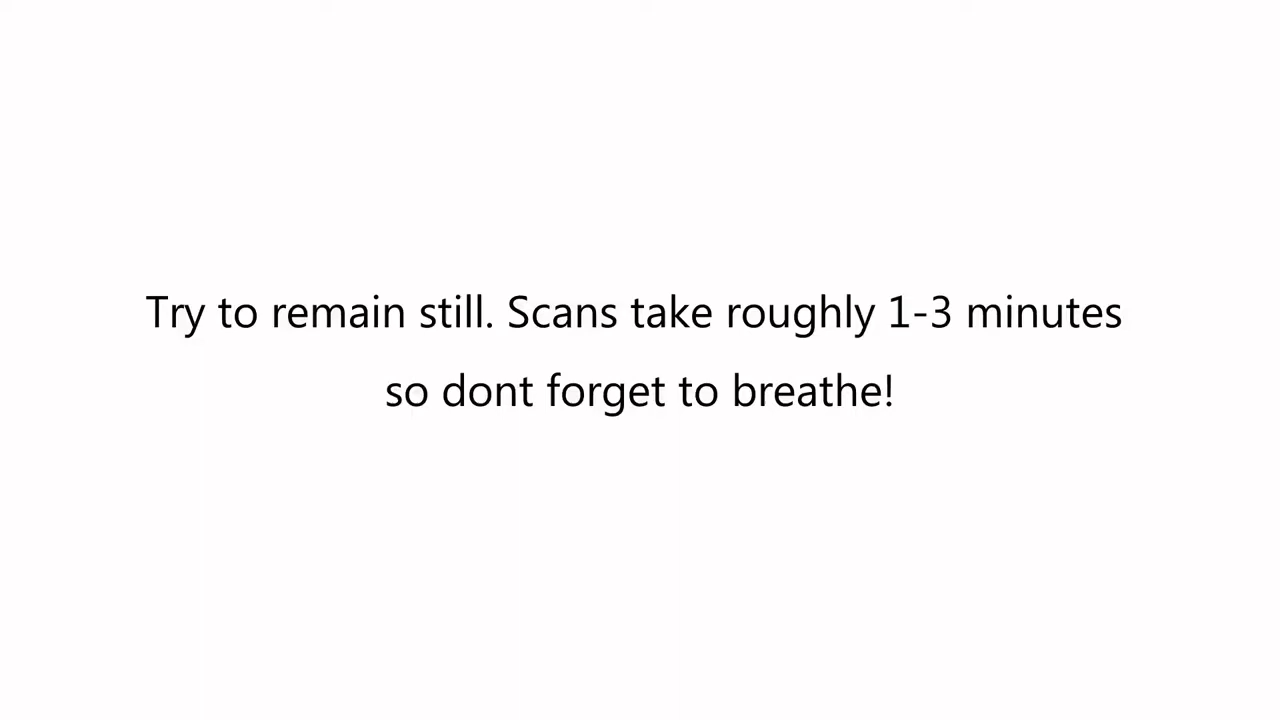 Try to remain still. Scans take roughly 1-3 minutes
so dont forget to breathe!